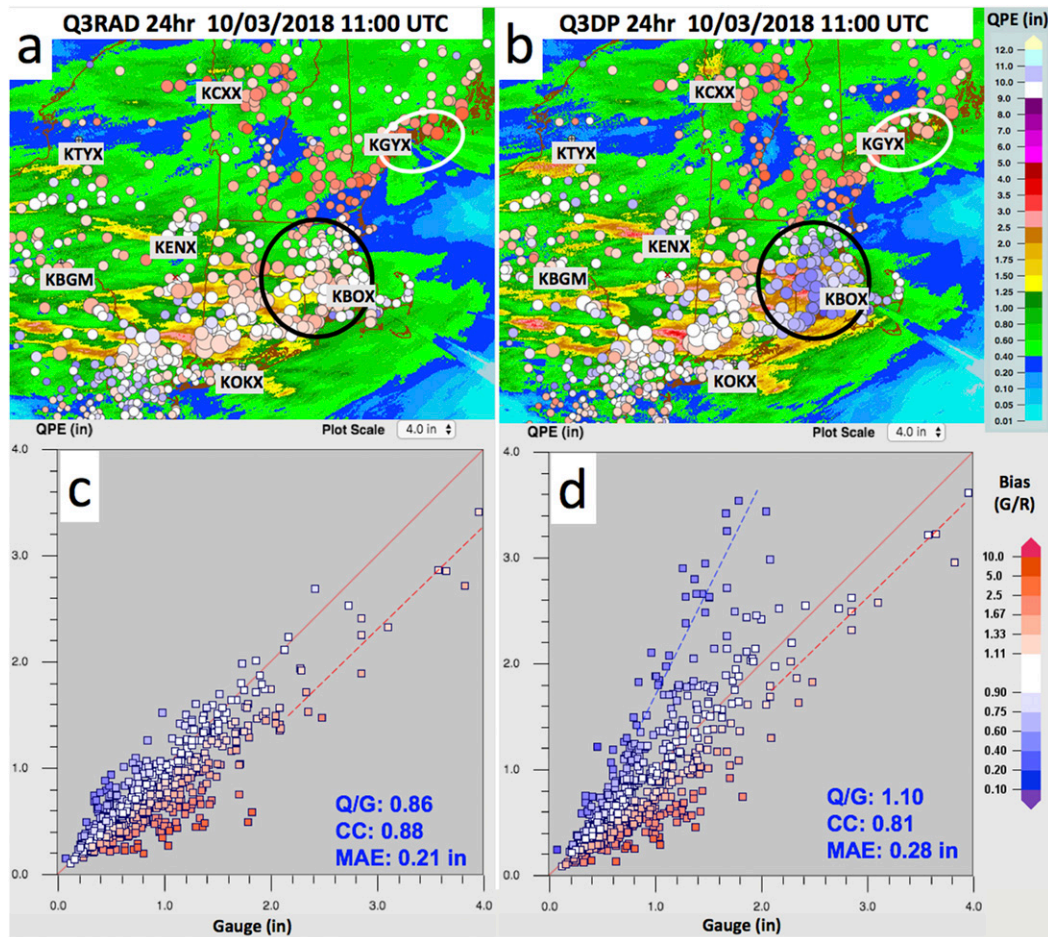 Q3RAD 24hr 10/03/2018 11:00 UTC
Q3DP 24hr 10/03/2018 11:00 UTC
QPE (in)
a
b
KCXX
KGYX
KTYX
KENX
KBGM
KBOX
KOKX
KCXX
KGYX
KTYX
KENX
KBGM
KBOX
KOKX
12.0
11.0
10.0
9.0
8.0
7.0
6.0
5.0
4.0
3.5
3.0
2.5
2.0
1.75
1.50
1.25
1.00
0.80
0.60
0.40
0.20
0.10
0.05
0.01
QPE (in)
Plot Scale
4.0 in
QPE (in)
Plot Scale
4.0 in
c
4.0
3.0
2.0
1.0
0.0
Q/G: 0.86
CC: 0.88
MAE: 0.21 in
0.0 1.0 2.0 3.0 4.0
Gauge (in)
d
4.0
3.0
2.0
1.0
0.0
Q/G: 1.10
CC: 0.81
MAE: 0.28 in
0.0 1.0 2.0 3.0 4.0
Gauge (in)
Bias
(G/R)
10.0
5.0
2.5
1.67
1.33
1.11
0.90
0.75
0.60
0.40
0.20
0.10